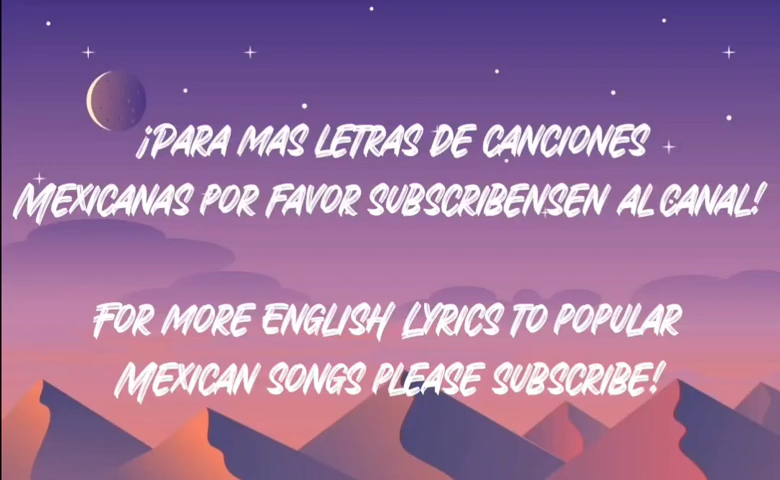 ¡Para mas letras de canciones
Mexicanas por favor subscribensen al canal!
For more English lyrics to popular
Mexican songs please subscribe!